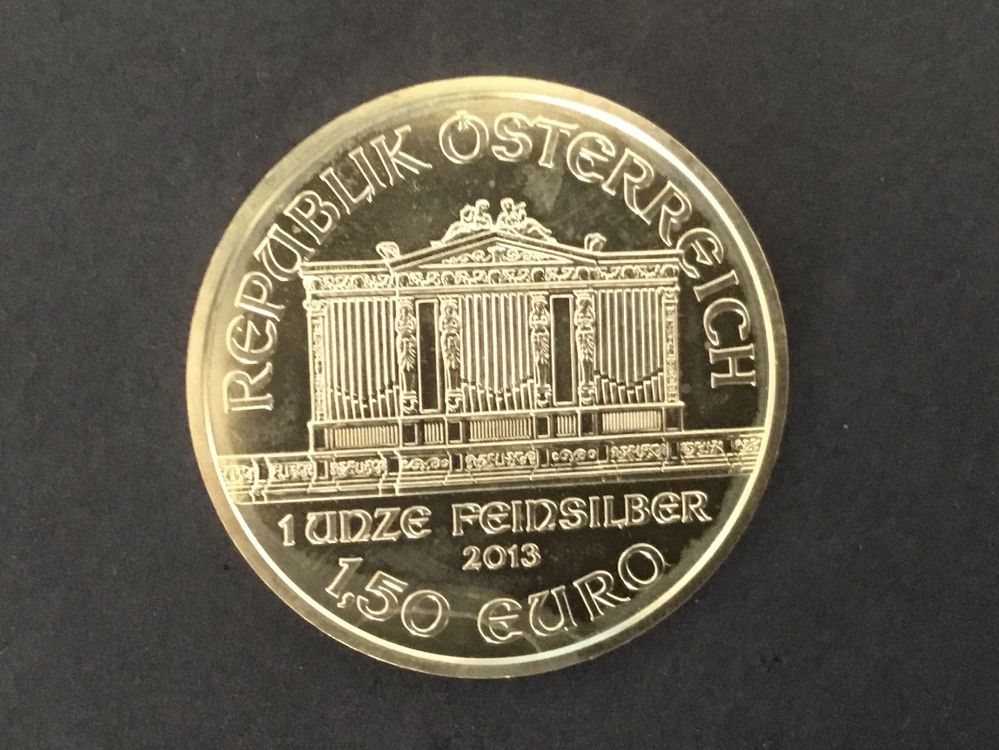 REPUBLIK ÖSTERREICH
1 UNZE FEINSILBER
2013
1,50 EURO